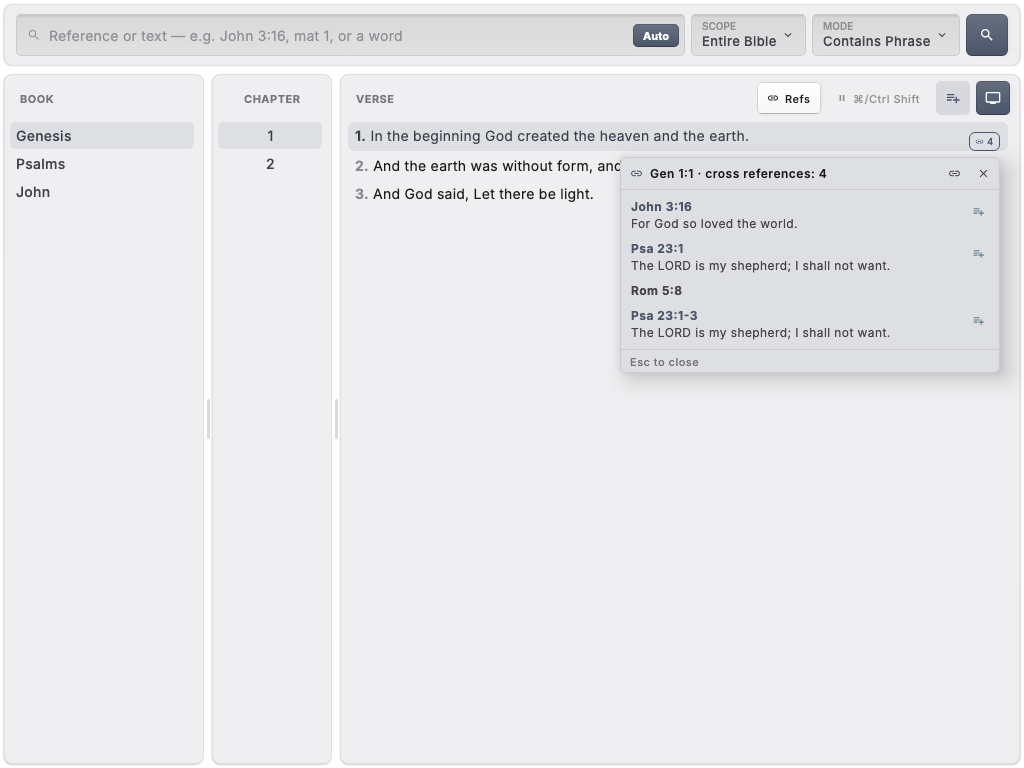 Reference or text — e.g. John 3:16, mat 1, or a word
Auto
SCOPE
Entire Bible
MODE
Contains Phrase
BOOK
Genesis
Psalms
John
CHAPTER
1
2
VERSE
Refs
⌘/Ctrl Shift
1. In the beginning God created the heaven and the earth.
4
2. And the earth was without form, and
3. And God said, Let there be light.
Gen 1:1 · cross references: 4
John 3:16
For God so loved the world.
Psa 23:1
The LORD is my shepherd; I shall not want.
Rom 5:8
Psa 23:1-3
The LORD is my shepherd; I shall not want.
Esc to close